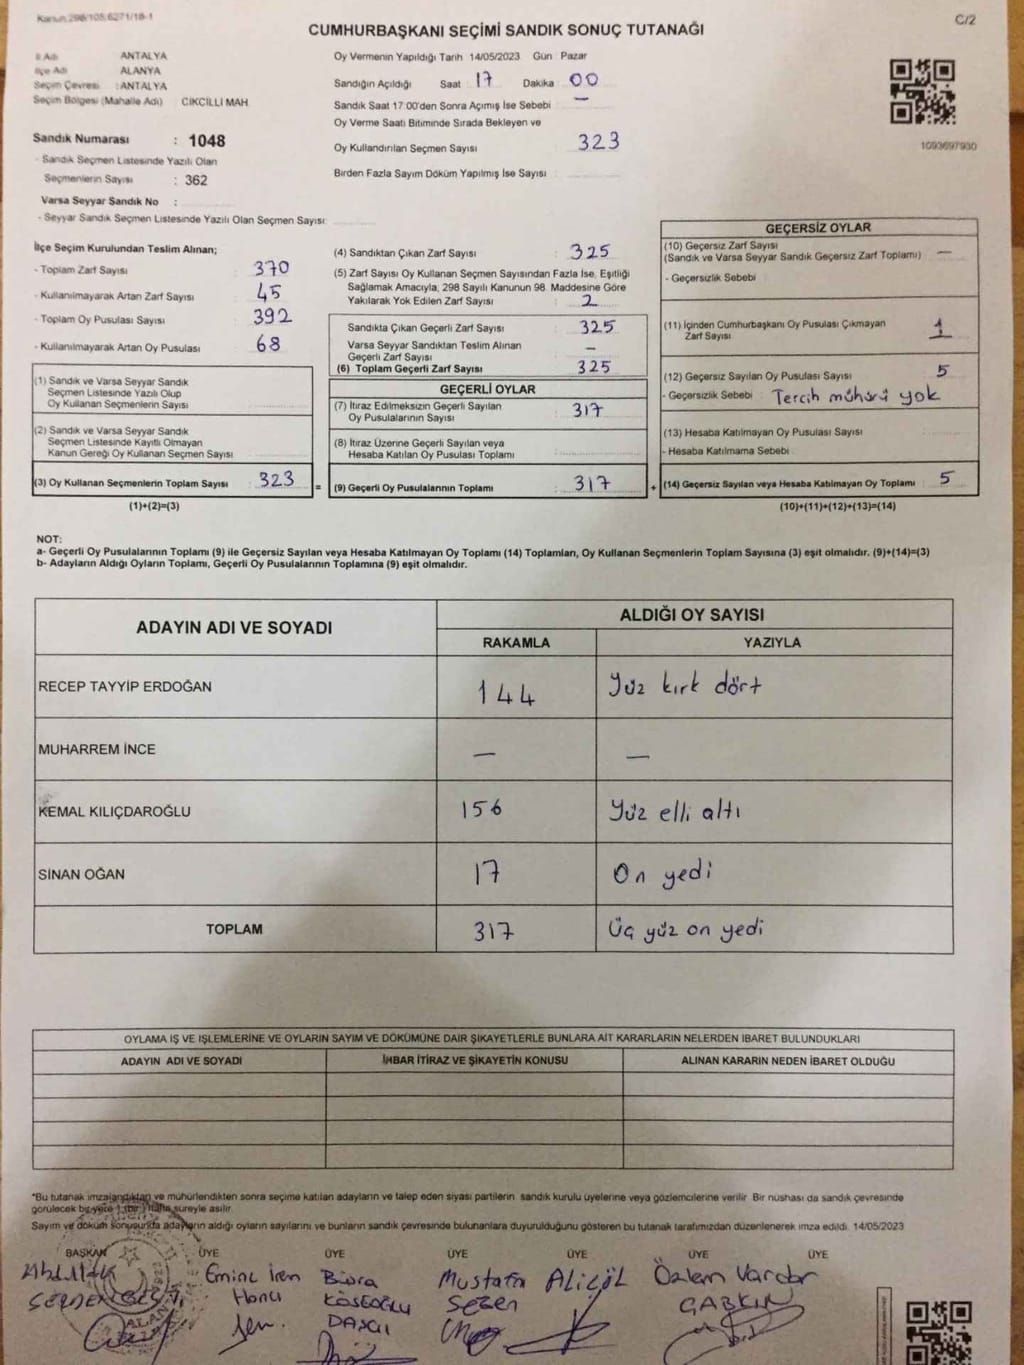 Kanun.298/105.6271/18-1
C/2
CUMHURBAŞKANI SEÇİMİ SANDIK SONUÇ TUTANAĞI
İl Adı ANTALYA
İlçe Adı ALANYA
Seçim Çevresi : ANTALYA
Seçim Bölgesi (Mahalle Adı) CİKCİLLİ MAH.
Oy Vermenin Yapıldığı Tarih 14/05/2023 Gün : Pazar
Sandığın Açıldığı Saat 17 Dakika 00
Sandık Saat 17:00'den Sonra Açımış İse Sebebi : —
Oy Verme Saati Bitiminde Sırada Bekleyen ve
Oy Kullandırılan Seçmen Sayısı 323
Birden Fazla Sayım Döküm Yapılmış İse Sayısı
1093697930
Sandık Numarası : 1048
- Sandık Seçmen Listesinde Yazılı Olan
Seçmenlerin Sayısı : 362
Varsa Seyyar Sandık No :
- Seyyar Sandık Seçmen Listesinde Yazılı Olan Seçmen Sayısı:
İlçe Seçim Kurulundan Teslim Alınan;
- Toplam Zarf Sayısı 370
- Kullanılmayarak Artan Zarf Sayısı 45
- Toplam Oy Pusulası Sayısı 392
- Kullanılmayarak Artan Oy Pusulası 68
(1) Sandık ve Varsa Seyyar Sandık
Seçmen Listesinde Yazılı Olup
Oy Kullanan Seçmenlerin Sayısı
(2) Sandık ve Varsa Seyyar Sandık
Seçmen Listesinde Kayıtlı Olmayan
Kanun Gereği Oy Kullanan Seçmen Sayısı
(3) Oy Kullanan Seçmenlerin Toplam Sayısı : 323 =
(1)+(2)=(3)
(4) Sandıktan Çıkan Zarf Sayısı : 325
(5) Zarf Sayısı Oy Kullanan Seçmen Sayısından Fazla İse, Eşitliği
Sağlamak Amacıyla, 298 Sayılı Kanunun 98. Maddesine Göre
Yakılarak Yok Edilen Zarf Sayısı : 2
Sandıkta Çıkan Geçerli Zarf Sayısı : 325
Varsa Seyyar Sandıktan Teslim Alınan
Geçerli Zarf Sayısı —
(6) Toplam Geçerli Zarf Sayısı : 325
GEÇERLİ OYLAR
(7) İtiraz Edilmeksizin Geçerli Sayılan
Oy Pusulalarının Sayısı : 317
(8) İtiraz Üzerine Geçerli Sayılan veya
Hesaba Katılan Oy Pusulası Toplamı
(9) Geçerli Oy Pusulalarının Toplamı : 317 +
GEÇERSİZ OYLAR
(10) Geçersiz Zarf Sayısı
(Sandık ve Varsa Seyyar Sandık Geçersiz Zarf Toplamı) : —
- Geçersizlik Sebebi :
(11) İçinden Cumhurbaşkanı Oy Pusulası Çıkmayan
Zarf Sayısı 1
(12) Geçersiz Sayılan Oy Pusulası Sayısı : 5
- Geçersizlik Sebebi : Tercih mühürü yok
(13) Hesaba Katılmayan Oy Pusulası Sayısı
- Hesaba Katılmama Sebebi
(14) Geçersiz Sayılan veya Hesaba Katılmayan Oy Toplamı : 5
(10)+(11)+(12)+(13)=(14)
NOT:
a- Geçerli Oy Pusulalarının Toplamı (9) ile Geçersiz Sayılan veya Hesaba Katılmayan Oy Toplamı (14) Toplamları, Oy Kullanan Seçmenlerin Toplam Sayısına (3) eşit olmalıdır. (9)+(14)=(3)
b- Adayların Aldığı Oyların Toplamı, Geçerli Oy Pusulalarının Toplamına (9) eşit olmalıdır.
ADAYIN ADI VE SOYADI
ALDIĞI OY SAYISI
RAKAMLA YAZIYLA
RECEP TAYYİP ERDOĞAN 144 Yüz kırk dört
MUHARREM İNCE — —
KEMAL KILIÇDAROĞLU 156 Yüz elli altı
SİNAN OĞAN 17 On yedi
TOPLAM 317 Üç yüz on yedi
OYLAMA İŞ VE İŞLEMLERİNE VE OYLARIN SAYIM VE DÖKÜMÜNE DAİR ŞİKAYETLERLE BUNLARA AİT KARARLARIN NELERDEN İBARET BULUNDUKLARI
ADAYIN ADI VE SOYADI İHBAR İTİRAZ VE ŞİKAYETİN KONUSU ALINAN KARARIN NEDEN İBARET OLDUĞU
*Bu tutanak imzalandıktan ve mühürlendikten sonra seçime katılan adayların ve talep eden siyasi partilerin sandık kurulu üyelerine veya gözlemcilerine verilir. Bir nüshası da sandık çevresinde
görülecek bir yere 1 (bir) hafta süreyle asılır.
Sayım ve döküm sonucunda adayların aldığı oyların sayılarını ve bunların sandık çevresinde bulunanlara duyurulduğunu gösteren bu tutanak tarafımızdan düzenlenerek imza edildi. 14/05/2023
BAŞKAN ÜYE ÜYE ÜYE ÜYE ÜYE ÜYE
Abdullah Emine İren Büşra Mustafa Ali GÖL Özlem Vardar
Hancı KÖSEOĞLU Sezen GABKIN
DAŞÇI
ALANYA